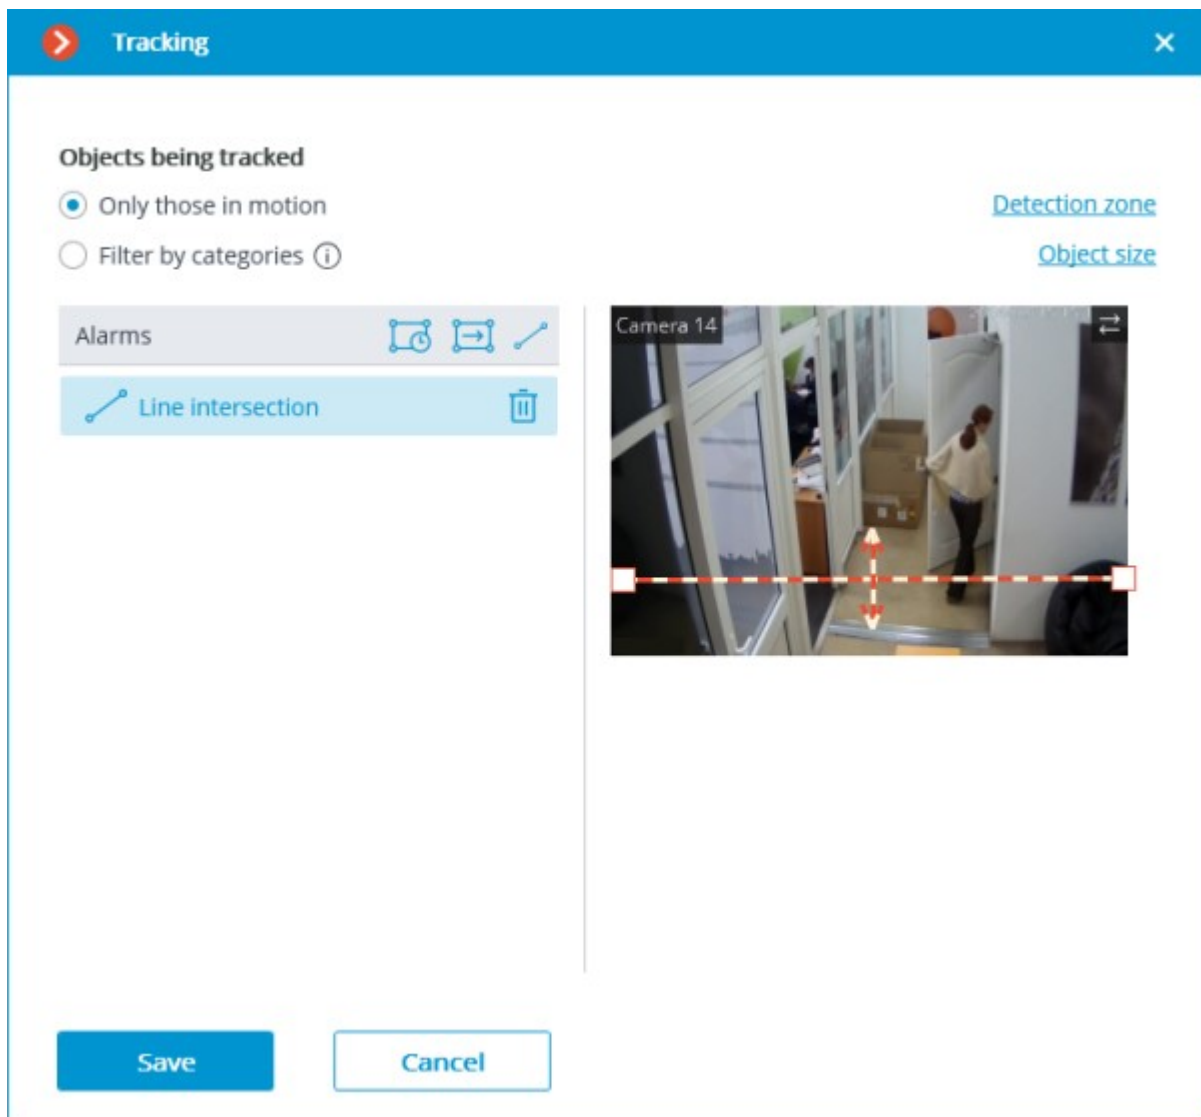 Tracking
Objects being tracked
Only those in motion
Detection zone
Filter by categories
Object size
Alarms
Camera 14
Line intersection
Save
Cancel